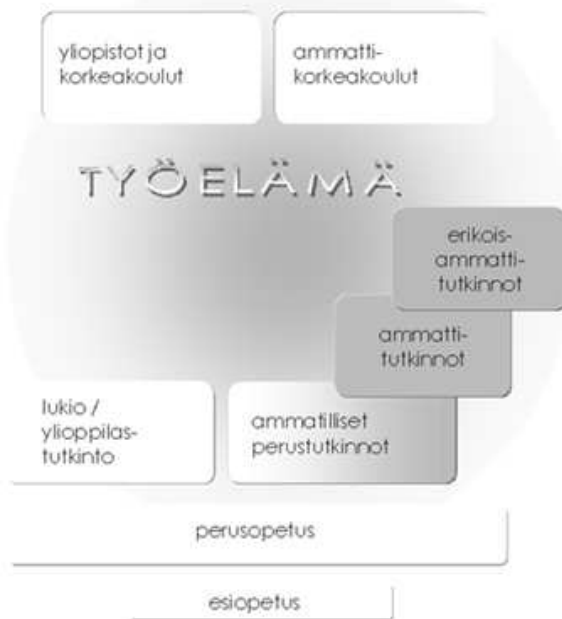 yliopistot ja
korkeakoulut
ammatti-
korkeakoulut
TYÖELÄMÄ
erikois-
ammatti-
tutkinnot
ammatti-
tutkinnot
lukio /
ylioppilas-
tutkinto
ammatilliset
perustutkinnot
perusopetus
esiopetus